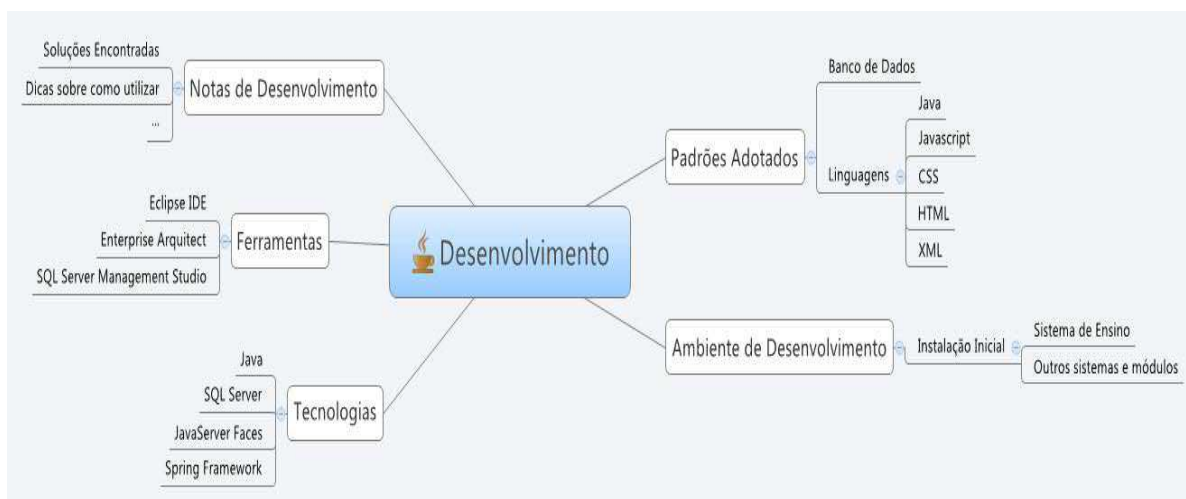 Soluções Encontradas
Dicas sobre como utilizar
...
Notas de Desenvolvimento
Eclipse IDE
Enterprise Arquitect
SQL Server Management Studio
Ferramentas
Java
SQL Server
JavaServer Faces
Spring Framework
Tecnologias
Desenvolvimento
Padrões Adotados
Banco de Dados
Linguagens
Java
Javascript
CSS
HTML
XML
Ambiente de Desenvolvimento
Instalação Inicial
Sistema de Ensino
Outros sistemas e módulos